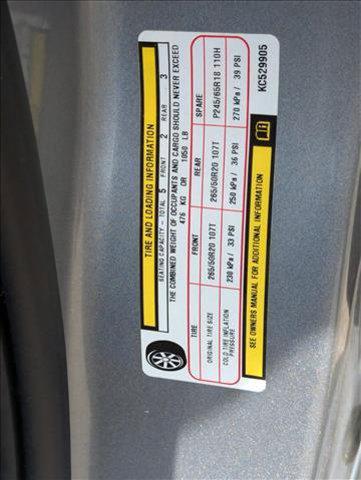 TIRE AND LOADING INFORMATION
SEATING CAPACITY - TOTAL 5 FRONT 2 REAR 3
THE COMBINED WEIGHT OF OCCUPANTS AND CARGO SHOULD NEVER EXCEED
476 KG OR 1050 LB
TIRE FRONT REAR SPARE
ORIGINAL TIRE SIZE 265/50R20 107T 265/50R20 107T P245/65R18 110H
COLD TIRE INFLATION PRESSURE 230 kPa / 33 PSI 250 kPa / 36 PSI 270 kPa / 39 PSI
SEE OWNERS MANUAL FOR ADDITIONAL INFORMATION
KC529905